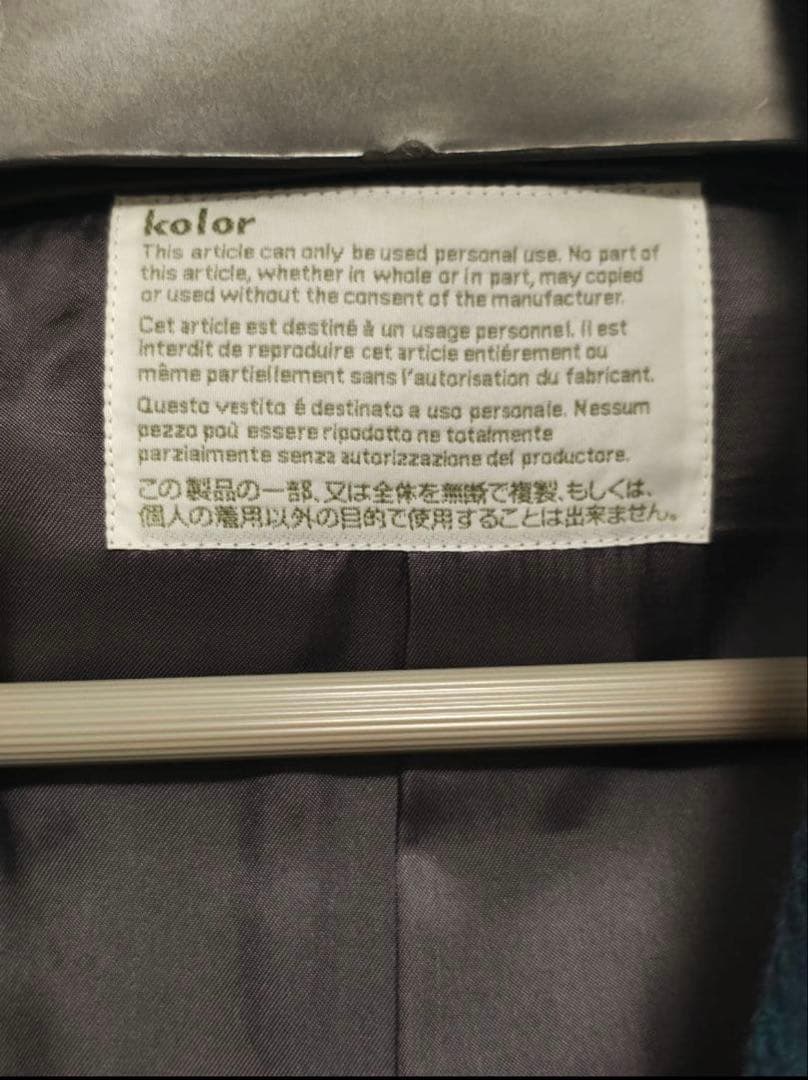 kolor
This article can only be used personal use. No part of
this article, whether in whole or in part, may copied
or used without the consent of the manufacturer.
Cet article est destiné à un usage personnel. Il est
interdit de reproduire cet article entiérement ou
même partiellement sans l'autorisation du fabricant.
Questo vestito é destinato a uso personale. Nessum
pezzo poù essere ripodotto ne totalmente
parzialmente senza autorizzazione del productore.
この製品の一部、又は全体を無断で複製、もしくは、
個人の着用以外の目的で使用することは出来ません。